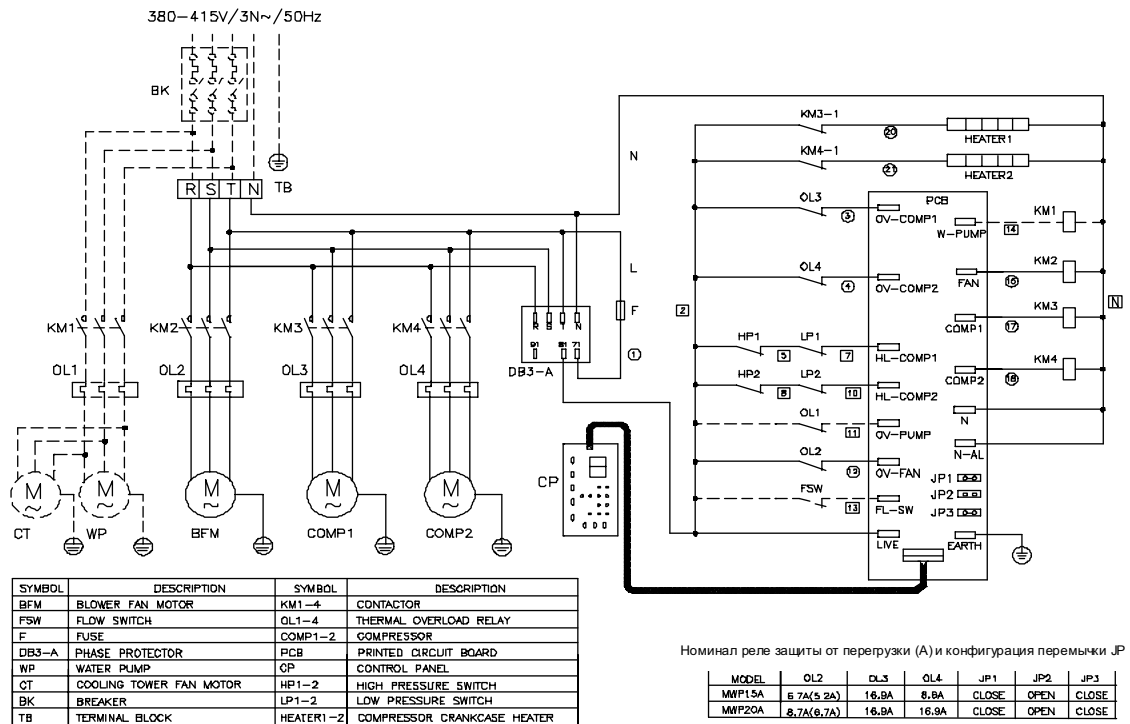 380-415V/3N~/50Hz
BK
TB
R S T N
N
L
F
1
2
KM3-1
20
HEATER1
KM4-1
21
HEATER2
PCB
OL3
3
OV-COMP1
W-PUMP
14
KM1
OL4
4
OV-COMP2
FAN
KM2
KM3
COMP1
17
N
HP1
5
LP1
7
HL-COMP1
KM4
COMP2
HP2
8
LP2
10
HL-COMP2
N
OL1
11
OV-PUMP
N-AL
OL2
OV-FAN
JP1
JP2
JP3
FSW
13
FL-SW
LIVE
EARTH
KM1
KM2
KM3
KM4
R S T N
91 81 71
DB3-A
OL1
OL2
OL3
OL4
CP
M
~
M
~
M
~
M
~
M
~
CT
WP
BFM
COMP1
COMP2
SYMBOL DESCRIPTION SYMBOL DESCRIPTION
BFM BLOWER FAN MOTOR KM1-4 CONTACTOR
FSW FLOW SWITCH OL1-4 THERMAL OVERLOAD RELAY
F FUSE COMP1-2 COMPRESSOR
DB3-A PHASE PROTECTOR PCB PRINTED CIRCUIT BOARD
WP WATER PUMP CP CONTROL PANEL
CT COOLING TOWER FAN MOTOR HP1-2 HIGH PRESSURE SWITCH
BK BREAKER LP1-2 LOW PRESSURE SWITCH
TB TERMINAL BLOCK HEATER1-2 COMPRESSOR CRANKCASE HEATER
Номинал реле защиты от перегрузки (А) и конфигурация перемычки JP
MODEL OL2 OL3 OL4 JP1 JP2 JP3
MWP15A 6.7A(5.2A) 16.9A 8.8A CLOSE OPEN CLOSE
MWP20A 8.7A(6.7A) 16.9A 16.9A CLOSE OPEN CLOSE